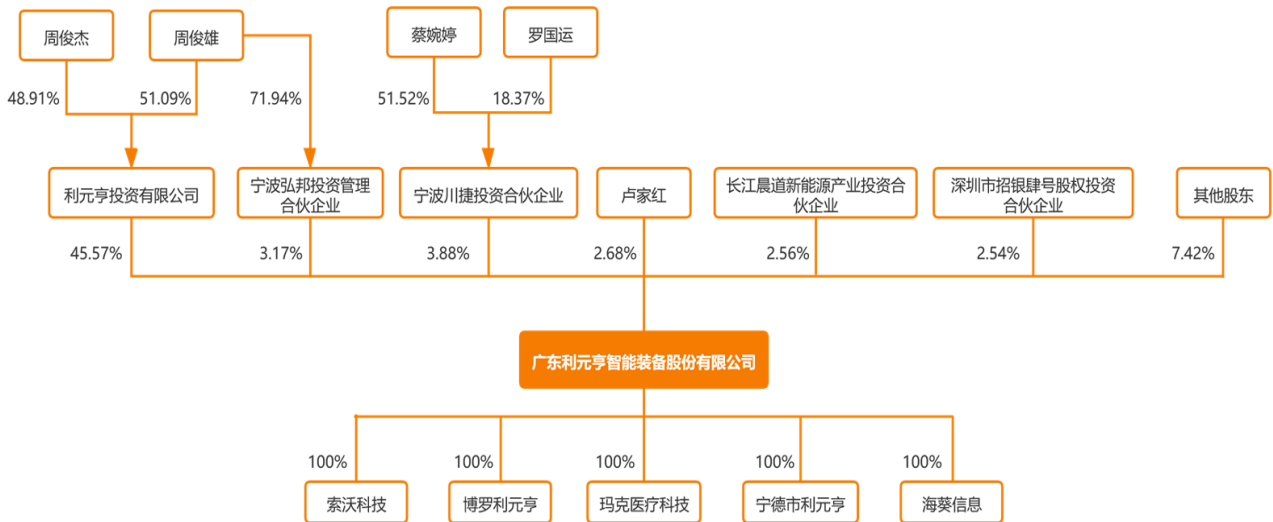 周俊杰
周俊雄
蔡婉婷
罗国运
48.91%
51.09%
71.94%
51.52%
18.37%
利元亨投资有限公司
宁波弘邦投资管理
合伙企业
宁波川捷投资合伙企业
卢家红
长江晨道新能源产业投资合
伙企业
深圳市招银肆号股权投资
合伙企业
其他股东
45.57%
3.17%
3.88%
2.68%
2.56%
2.54%
7.42%
广东利元亨智能装备股份有限公司
100%
100%
100%
100%
100%
索沃科技
博罗利元亨
玛克医疗科技
宁德市利元亨
海葵信息